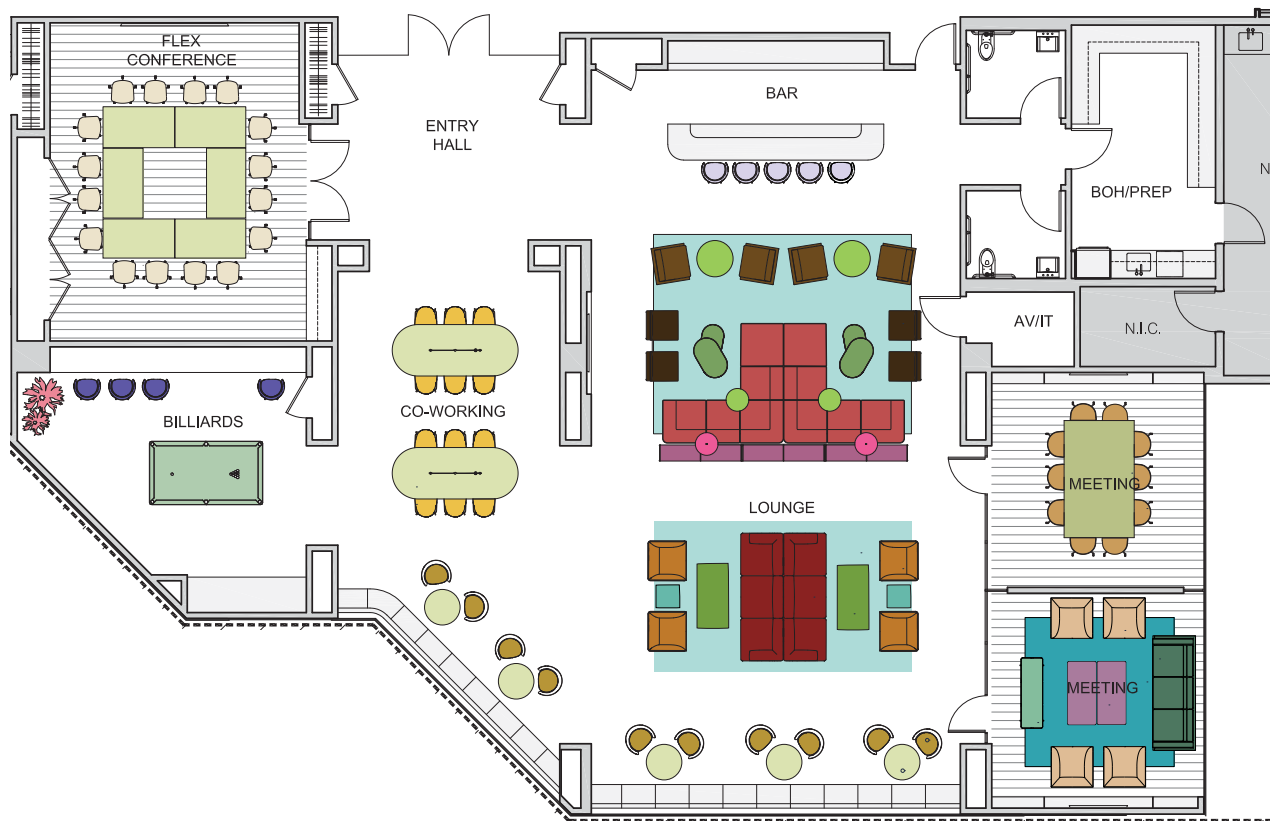 FLEX
CONFERENCE
BAR
ENTRY
HALL
BOH/PREP
N
AV/IT
N.I.C.
BILLIARDS
CO-WORKING
MEETING
LOUNGE
MEETING